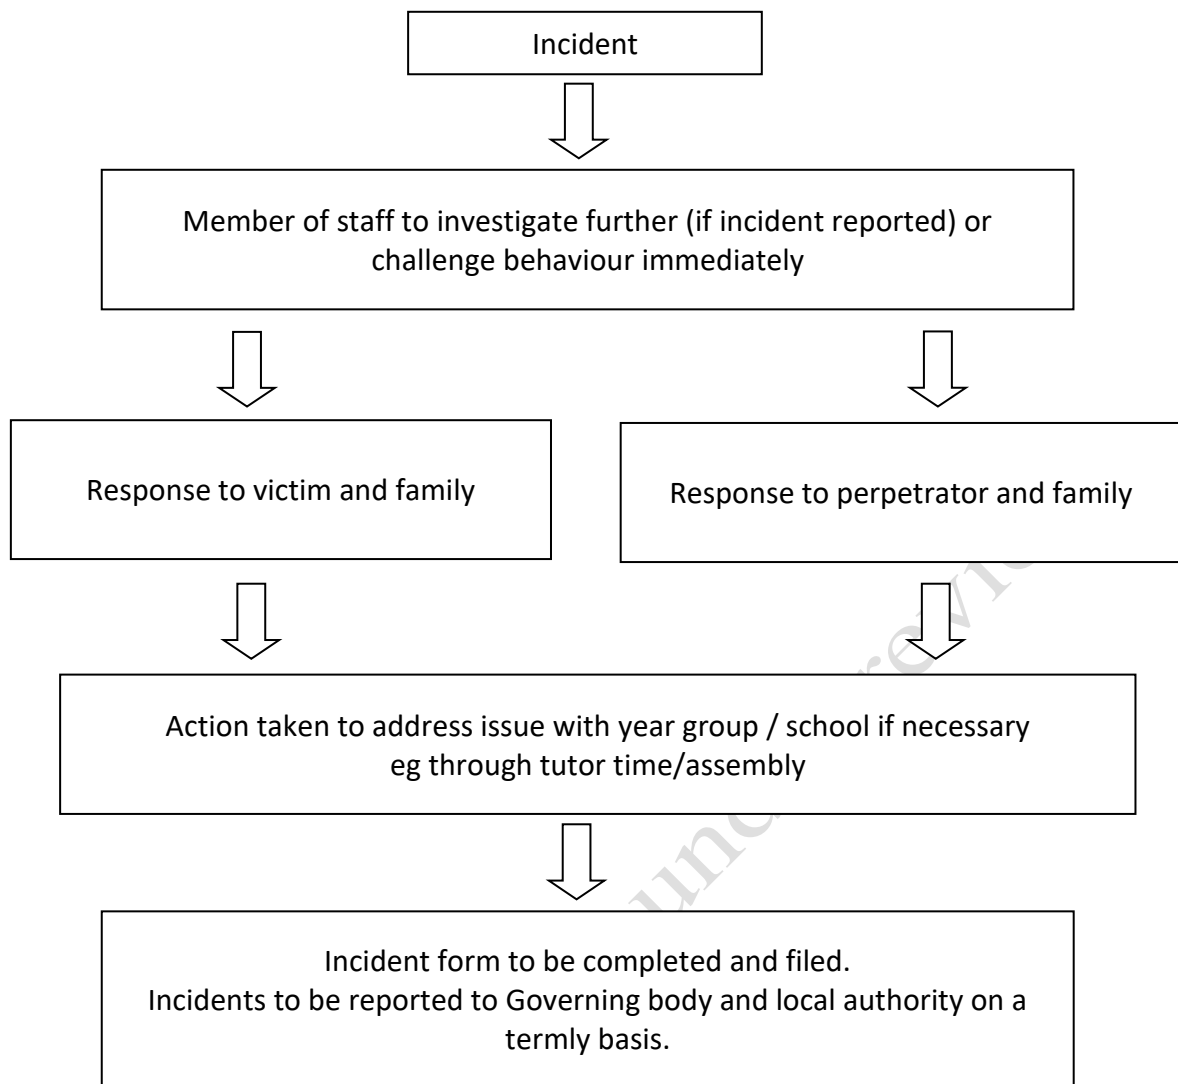 Incident
Member of staff to investigate further (if incident reported) or
challenge behaviour immediately
Response to victim and family
Response to perpetrator and family
Action taken to address issue with year group / school if necessary
eg through tutor time/assembly
Incident form to be completed and filed.
Incidents to be reported to Governing body and local authority on a
termly basis.